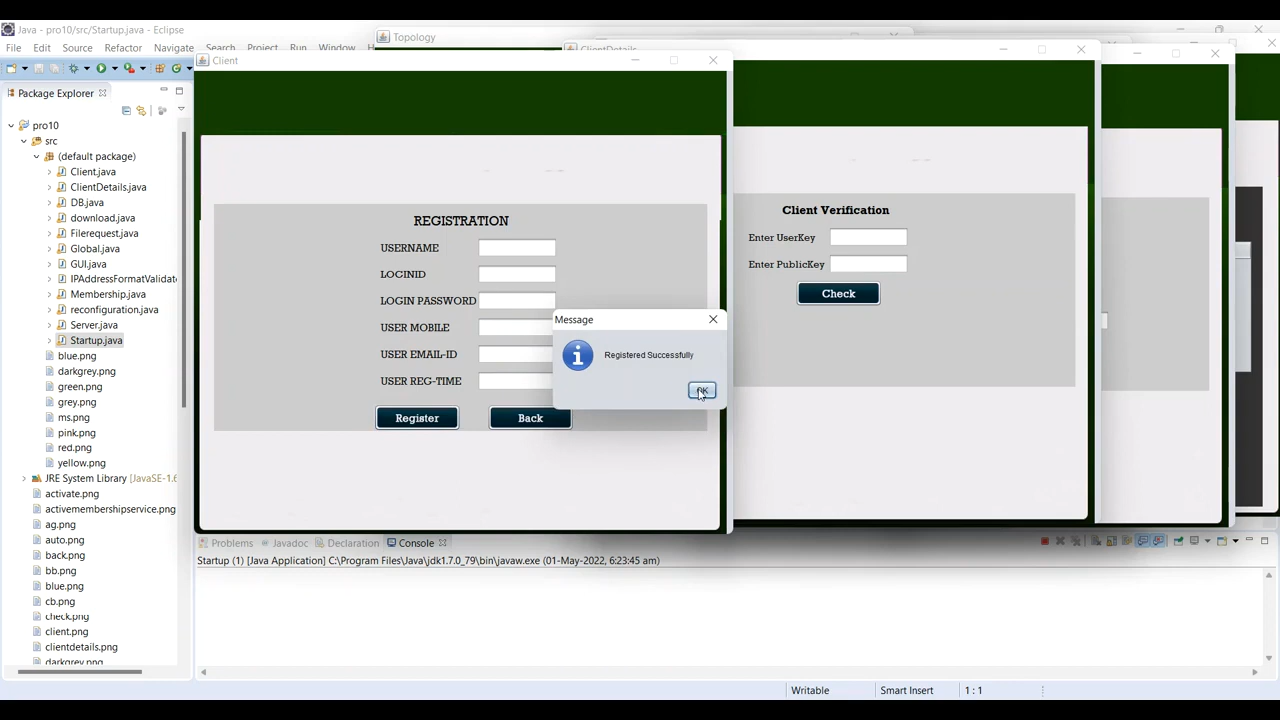 Java - pro10/src/Startup.java - Eclipse
File Edit Source Refactor Navigate Search Project Run Window
Package Explorer
pro10
src
(default package)
Client.java
ClientDetails.java
DB.java
download.java
Filerequest.java
Global.java
GUI.java
IPAddressFormatValidat
Membership.java
reconfiguration.java
Server.java
Startup.java
blue.png
darkgrey.png
green.png
grey.png
ms.png
pink.png
red.png
yellow.png
JRE System Library [JavaSE-1.6
activate.png
activemembershipservice.png
ag.png
auto.png
back.png
bb.png
blue.png
cb.png
check.png
client.png
clientdetails.png
darkgrey.png
Topology
ClientDetails
Client
REGISTRATION
USERNAME
LOGINID
LOGIN PASSWORD
USER MOBILE
USER EMAIL-ID
USER REG-TIME
Register Back
Message
Registered Successfully
OK
Client Verification
Enter UserKey
Enter PublicKey
Check
Problems Javadoc Declaration Console
Startup (1) [Java Application] C:\Program Files\Java\jdk1.7.0_79\bin\javaw.exe (01-May-2022, 6:23:45 am)
Writable Smart Insert 1 : 1